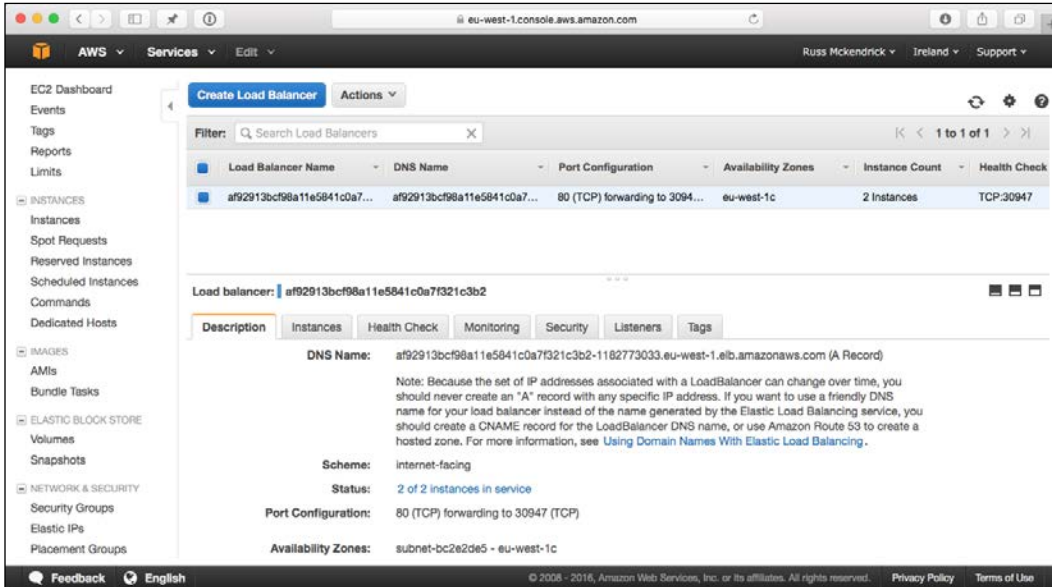 eu-west-1.console.aws.amazon.com
AWS Services Edit Russ Mckendrick Ireland Support
EC2 Dashboard
Events
Tags
Reports
Limits
INSTANCES
Instances
Spot Requests
Reserved Instances
Scheduled Instances
Commands
Dedicated Hosts
IMAGES
AMIs
Bundle Tasks
ELASTIC BLOCK STORE
Volumes
Snapshots
NETWORK & SECURITY
Security Groups
Elastic IPs
Placement Groups
Create Load Balancer Actions
Filter: Search Load Balancers 1 to 1 of 1
Load Balancer Name DNS Name Port Configuration Availability Zones Instance Count Health Check
af92913bcf98a11e5841c0a7... af92913bcf98a11e5841c0a7... 80 (TCP) forwarding to 3094... eu-west-1c 2 Instances TCP:30947
Load balancer: af92913bcf98a11e5841c0a7f321c3b2
Description Instances Health Check Monitoring Security Listeners Tags
DNS Name: af92913bcf98a11e5841c0a7f321c3b2-1182773033.eu-west-1.elb.amazonaws.com (A Record)
Note: Because the set of IP addresses associated with a LoadBalancer can change over time, you
should never create an "A" record with any specific IP address. If you want to use a friendly DNS
name for your load balancer instead of the name generated by the Elastic Load Balancing service, you
should create a CNAME record for the LoadBalancer DNS name, or use Amazon Route 53 to create a
hosted zone. For more information, see Using Domain Names With Elastic Load Balancing.
Scheme: internet-facing
Status: 2 of 2 instances in service
Port Configuration: 80 (TCP) forwarding to 30947 (TCP)
Availability Zones: subnet-bc2e2de5 - eu-west-1c
Feedback English © 2008 - 2016, Amazon Web Services, Inc. or its affiliates. All rights reserved. Privacy Policy Terms of Use